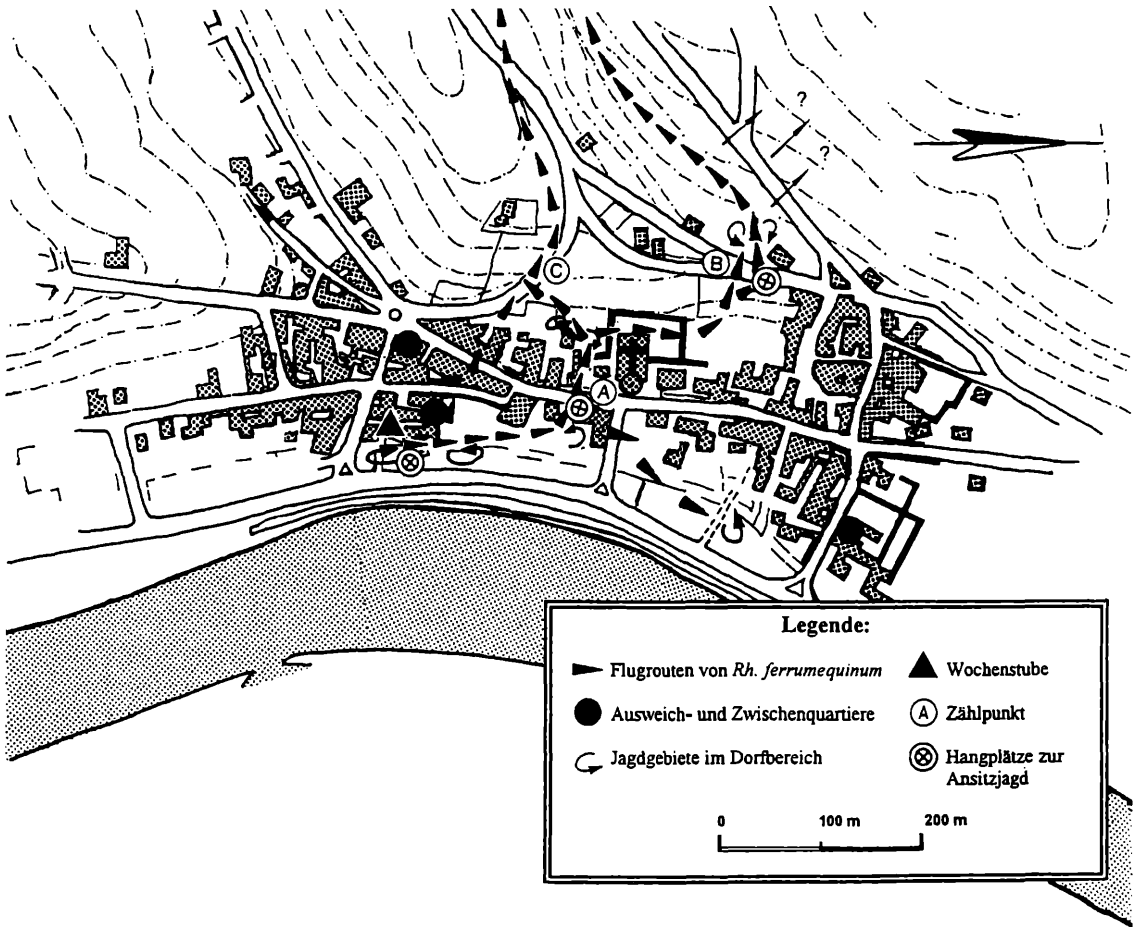 ?
?
C
B
A
Legende:
Flugrouten von Rh. ferrumequinum
Wochenstube
Ausweich- und Zwischenquartiere
A Zählpunkt
Jagdgebiete im Dorfbereich
Hangplätze zur
Ansitzjagd
0 100 m 200 m